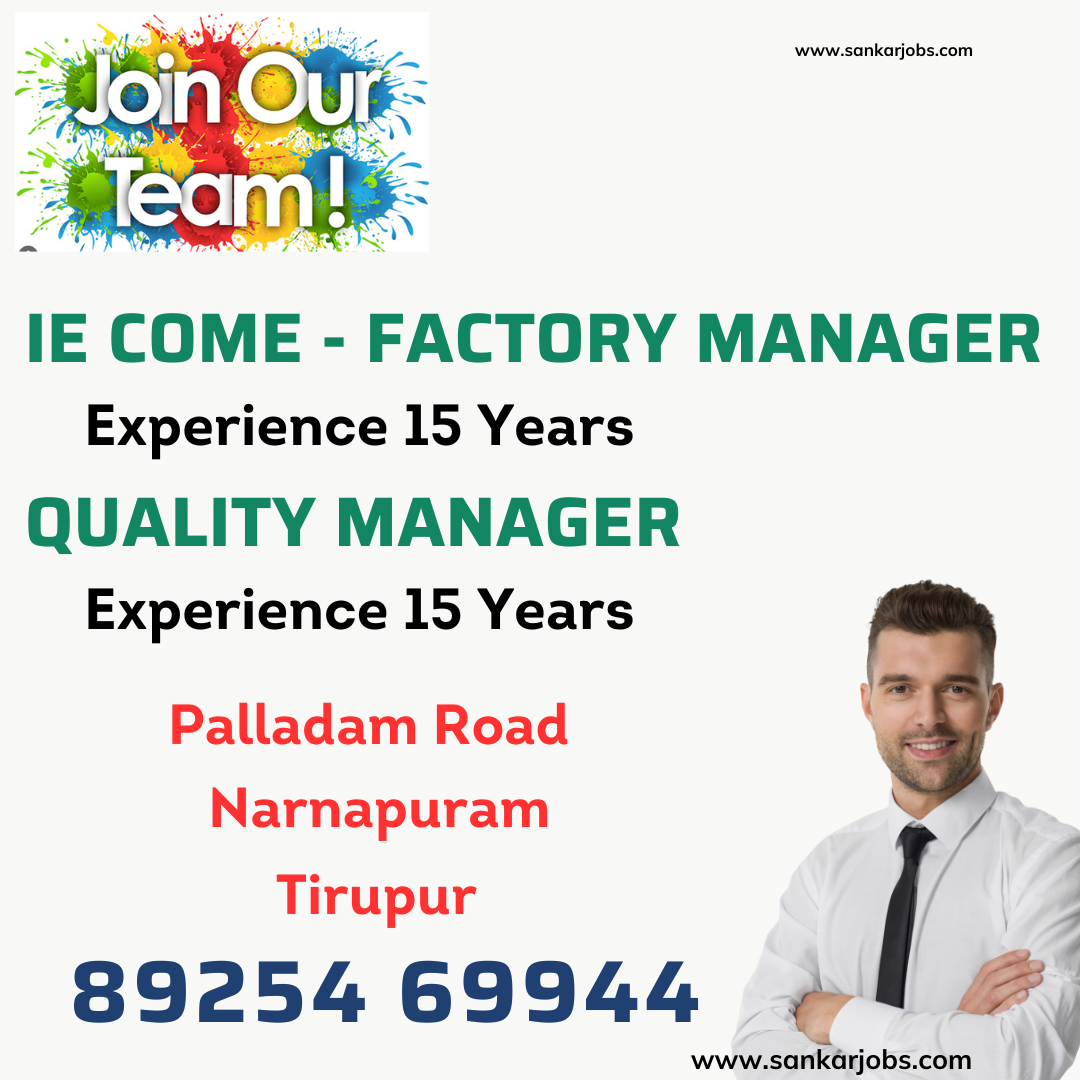 www.sankarjobs.com
Join Our
Team !
IE COME - FACTORY MANAGER
Experience 15 Years
QUALITY MANAGER
Experience 15 Years
Palladam Road
Narnapuram
Tirupur
89254 69944
www.sankarjobs.com